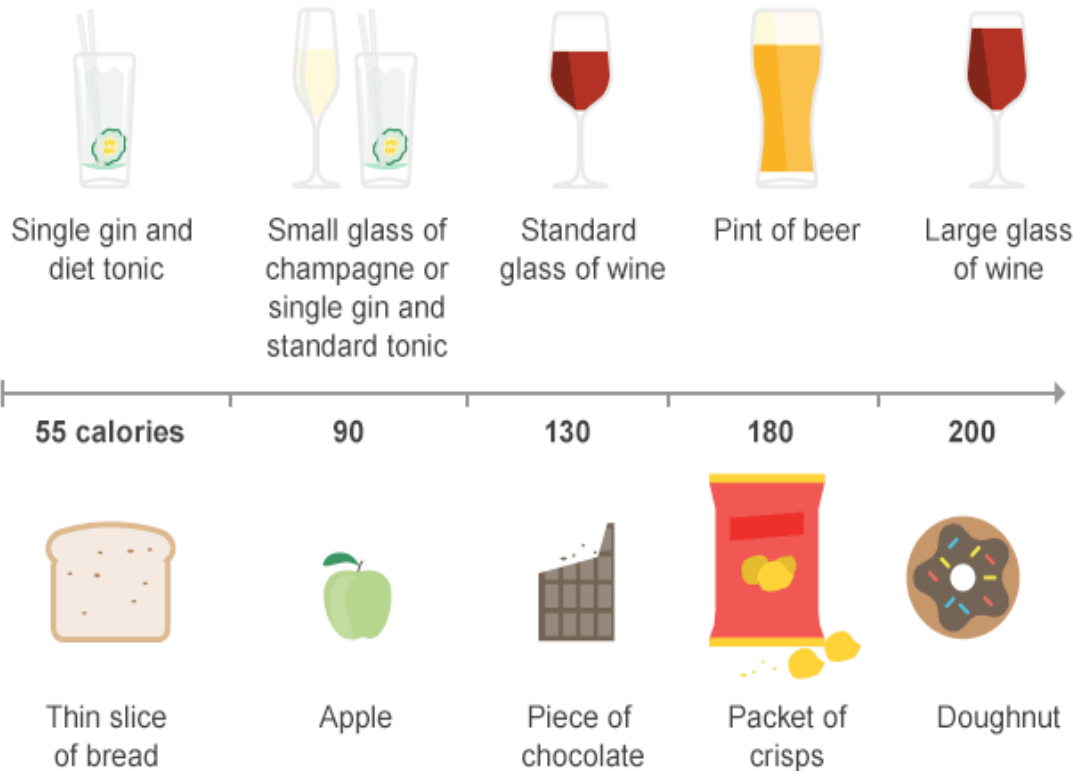 Single gin and
diet tonic
Small glass of
champagne or
single gin and
standard tonic
Standard
glass of wine
Pint of beer
Large glass
of wine
55 calories
90
130
180
200
Thin slice
of bread
Apple
Piece of
chocolate
Packet of
crisps
Doughnut